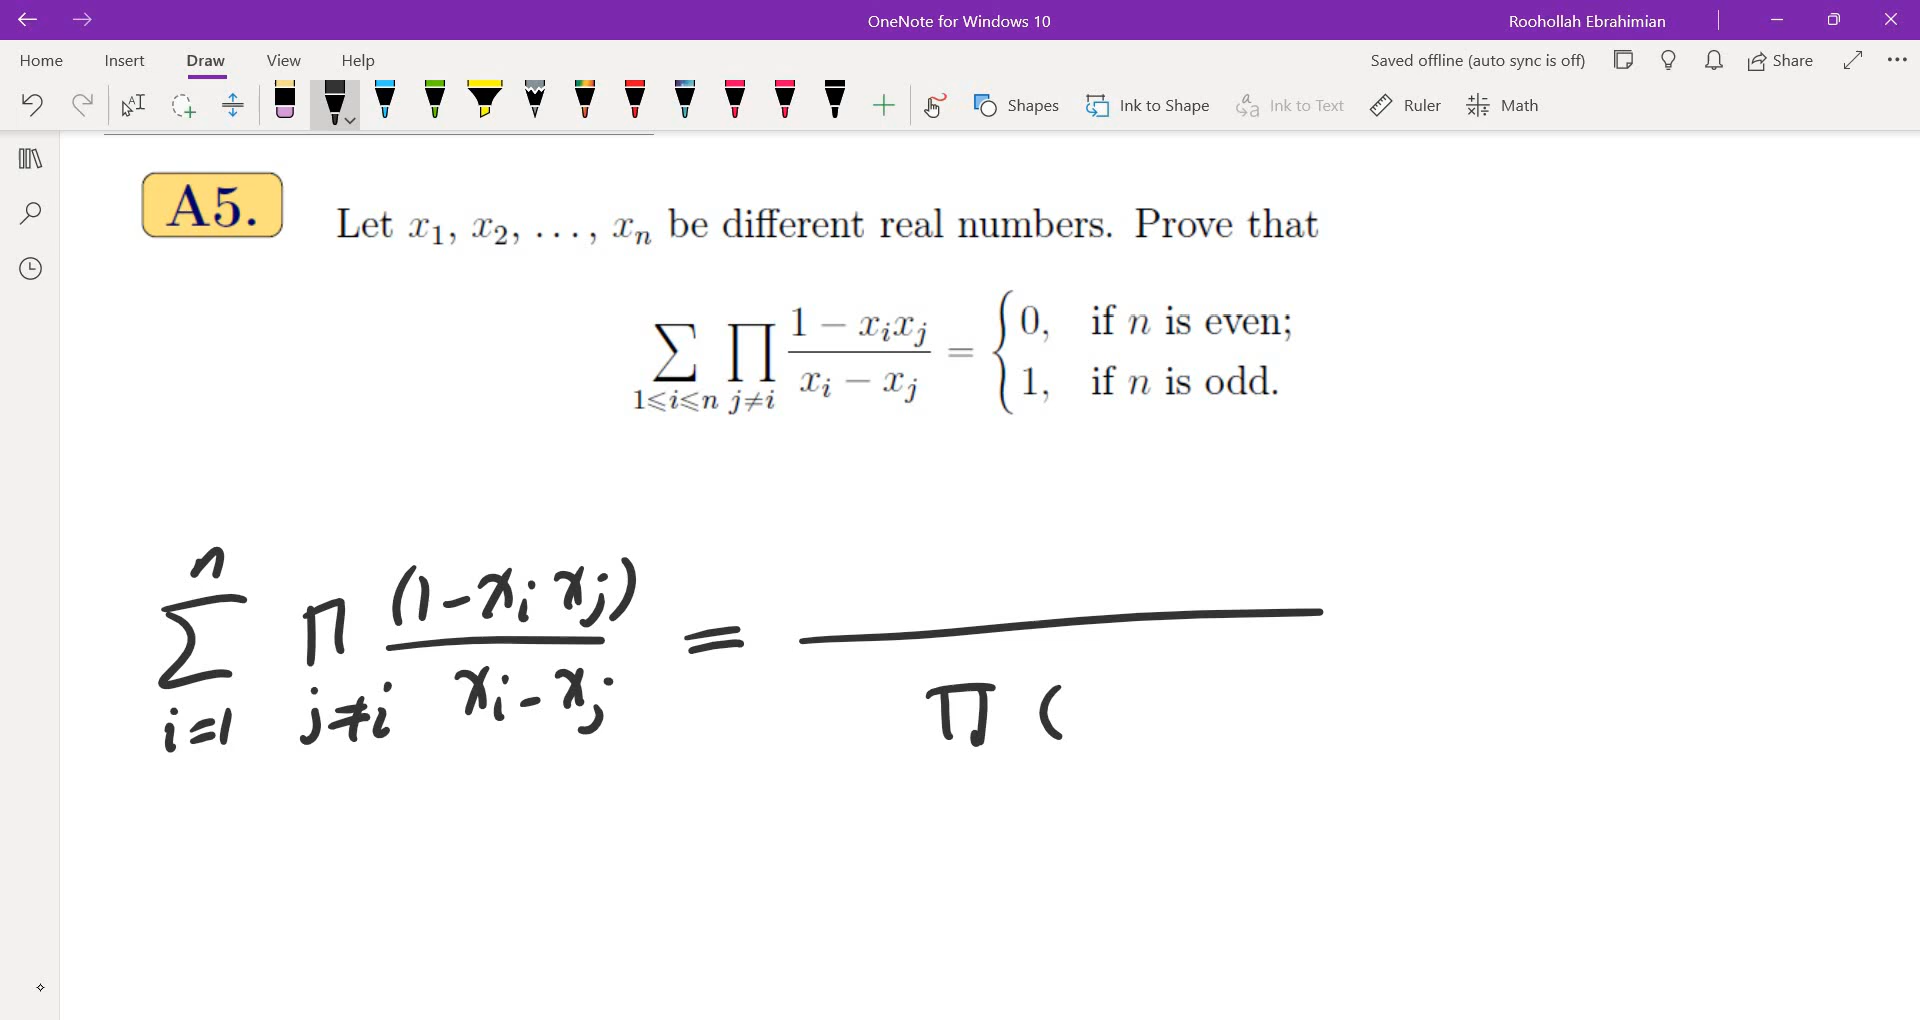 OneNote for Windows 10
Roohollah Ebrahimian
Home Insert Draw View Help
Saved offline (auto sync is off) Share
Shapes Ink to Shape Ink to Text Ruler Math
A5. Let x₁, x₂, ..., xₙ be different real numbers. Prove that
∑_{1⩽i⩽n} ∏_{j≠i} (1 − xᵢxⱼ)/(xᵢ − xⱼ) = { 0, if n is even;
1, if n is odd.
∑_{i=1}^{n} ∏_{j≠i} (1 - xᵢ xⱼ)/(xᵢ - xⱼ) = ———
∏ (